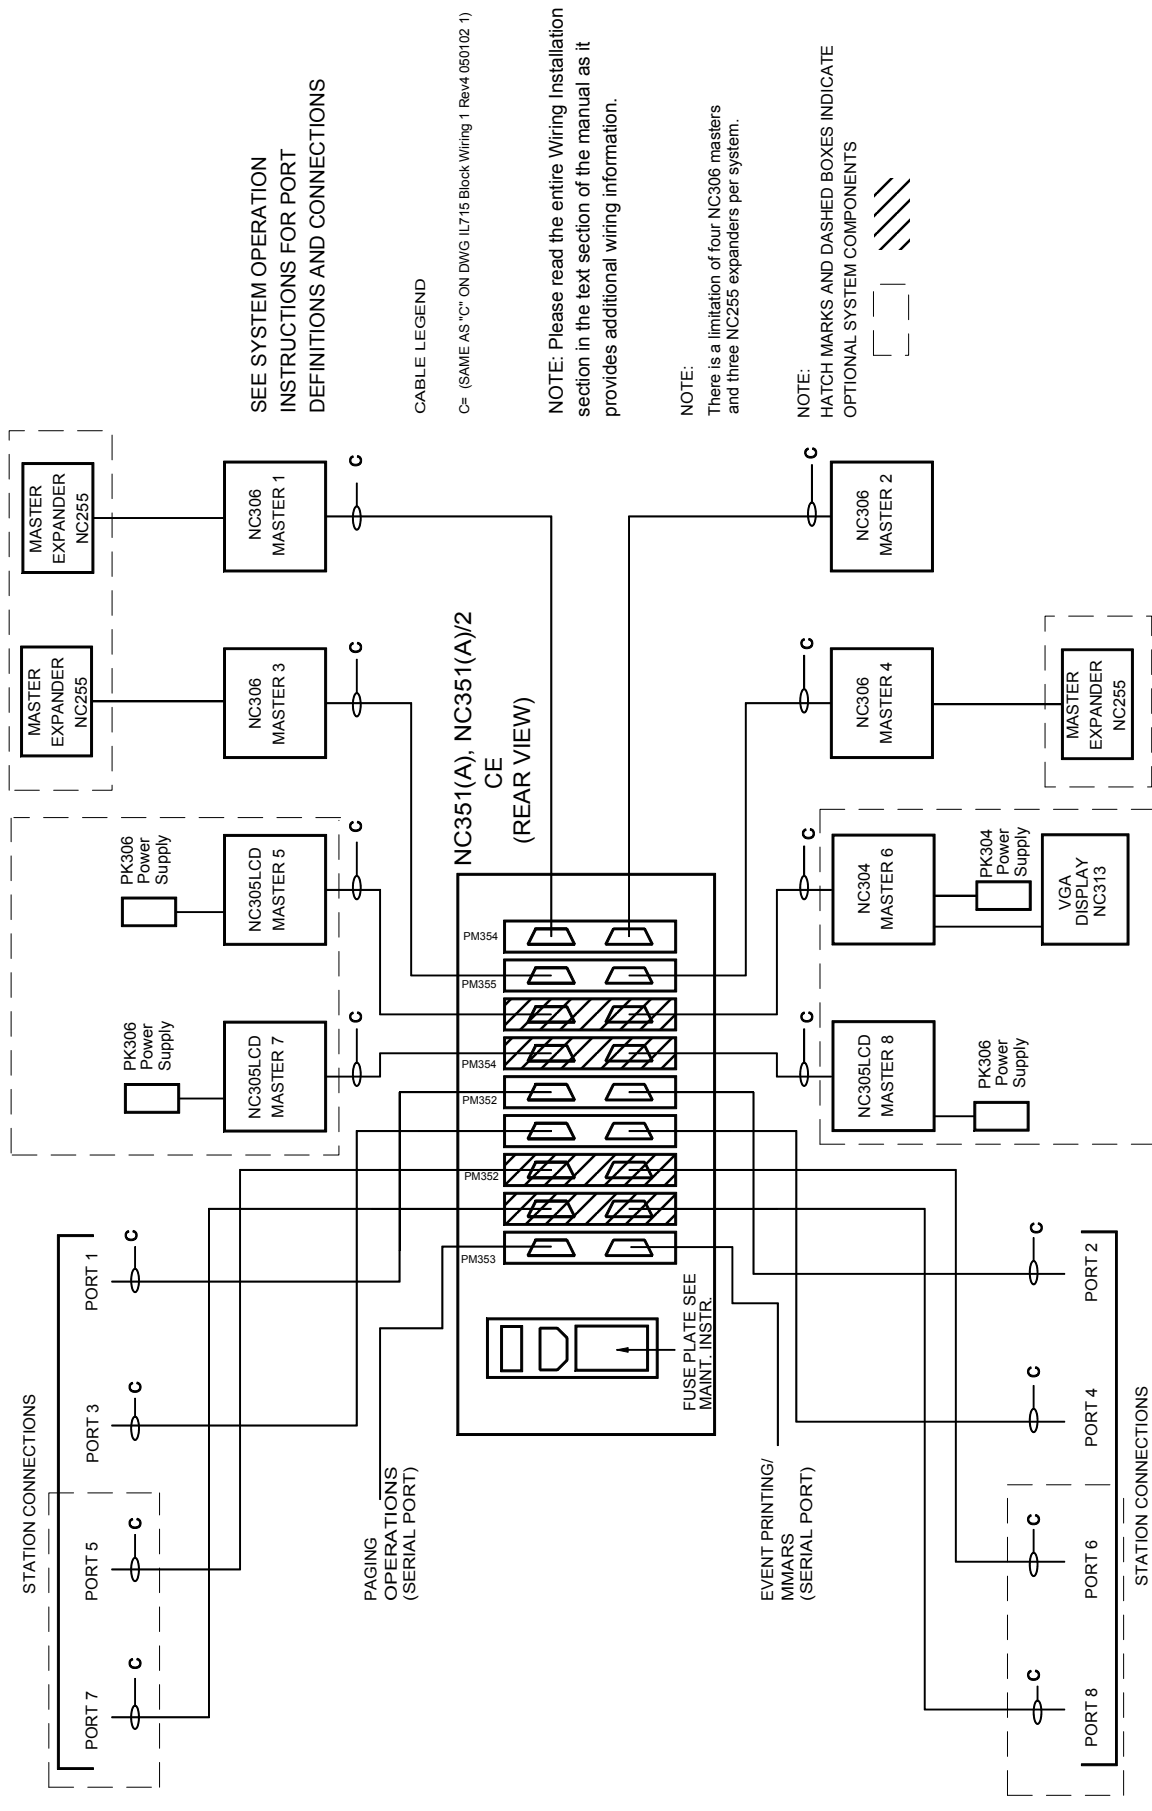 STATION CONNECTIONS
PORT 7
PORT 5
PORT 3
PORT 1
C
C
C
C
PK306
Power
Supply
NC305LCD
MASTER 7
C
PK306
Power
Supply
NC305LCD
MASTER 5
C
MASTER
EXPANDER
NC255
NC306
MASTER 3
C
MASTER
EXPANDER
NC255
NC306
MASTER 1
C
PAGING
OPERATIONS
(SERIAL PORT)
EVENT PRINTING/
MMARS
(SERIAL PORT)
NC351(A), NC351(A)/2
CE
(REAR VIEW)
PM353
PM352
PM352
PM354
PM355
PM354
FUSE PLATE SEE
MAINT. INSTR.
C
C
C
C
PORT 8
PORT 6
PORT 4
PORT 2
STATION CONNECTIONS
C
NC305LCD
MASTER 8
PK306
Power
Supply
C
NC304
MASTER 6
PK304
Power
Supply
VGA
DISPLAY
NC313
C
NC306
MASTER 4
MASTER
EXPANDER
NC255
C
NC306
MASTER 2
SEE SYSTEM OPERATION
INSTRUCTIONS FOR PORT
DEFINITIONS AND CONNECTIONS
CABLE LEGEND
C= (SAME AS "C" ON DWG IL715 Block Wiring 1 Rev4 050102 1)
NOTE: Please read the entire Wiring Installation
section in the text section of the manual as it
provides additional wiring information.
NOTE:
There is a limitation of four NC306 masters
and three NC255 expanders per system.
NOTE:
HATCH MARKS AND DASHED BOXES INDICATE
OPTIONAL SYSTEM COMPONENTS